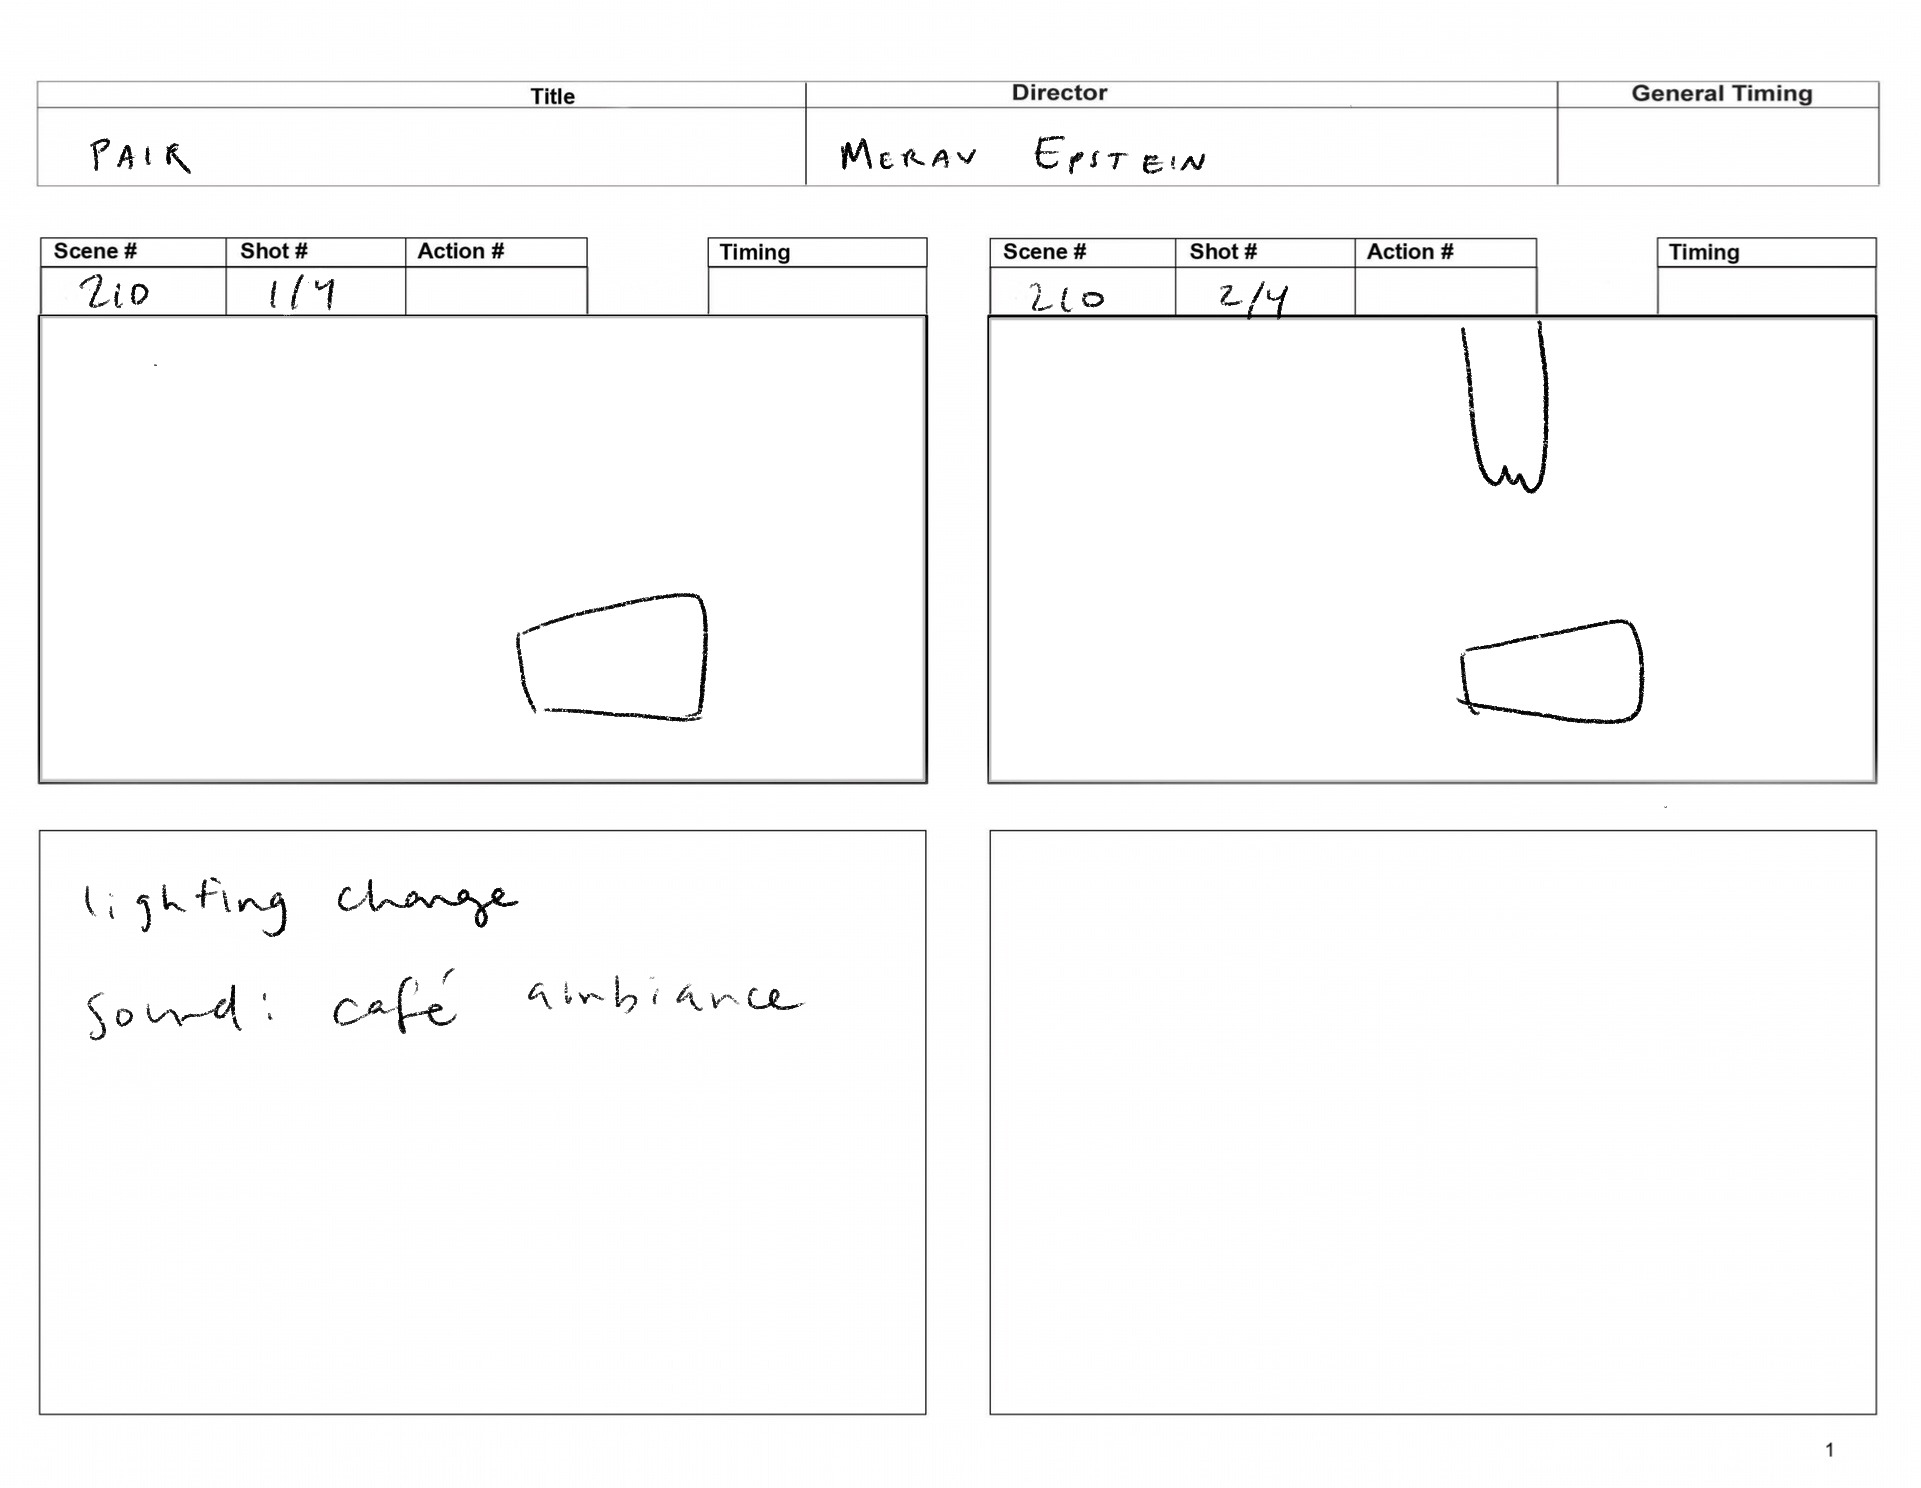 Title
Director
General Timing
PAIR
MERAV EPSTEIN
Scene #
Shot #
Action #
Timing
210
1/4
Scene #
Shot #
Action #
Timing
210
2/4
lighting change
sound: café ambiance
1